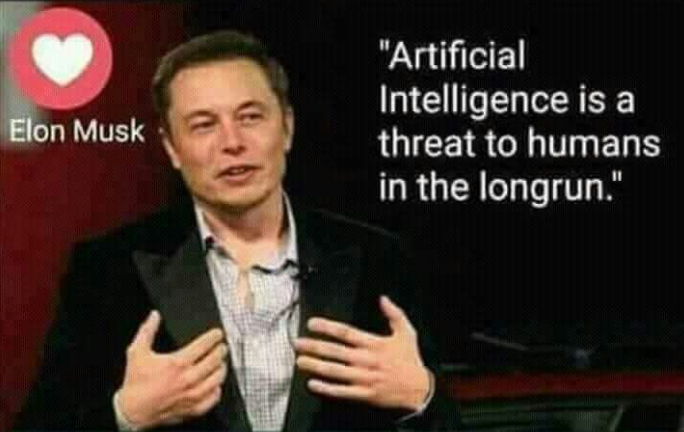 Elon Musk
"Artificial
Intelligence is a
threat to humans
in the longrun."